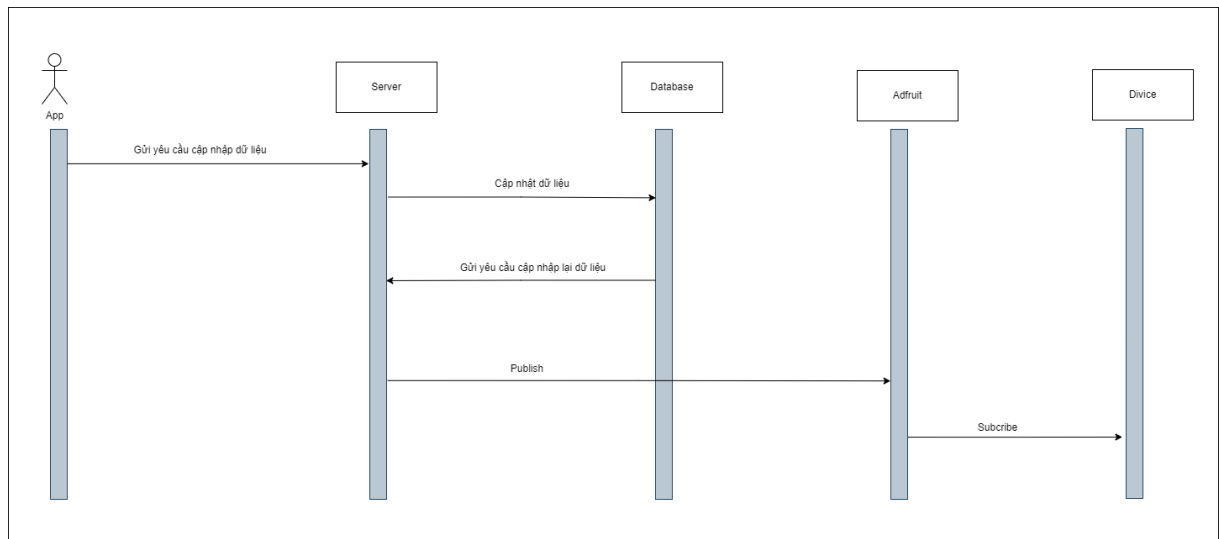 App
Server
Database
Adfruit
Divice
Gửi yêu cầu cập nhập dữ liệu
Cập nhật dữ liệu
Gửi yêu cầu cập nhập lại dữ liệu
Publish
Subcribe